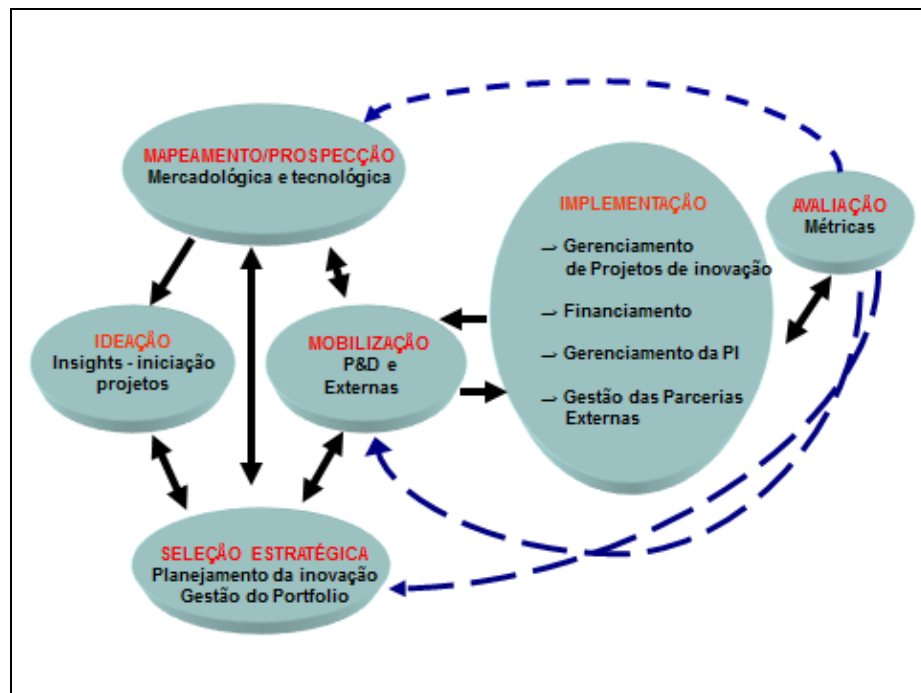 MAPEAMENTO/PROSPECÇÃO
Mercadológica e tecnológica
IDEAÇÃO
Insights - iniciação
projetos
MOBILIZAÇÃO
P&D e
Externas
SELEÇÃO ESTRATÉGICA
Planejamento da inovação
Gestão do Portfolio
IMPLEMENTAÇÃO
→ Gerenciamento
de Projetos de inovação
→ Financiamento
→ Gerenciamento da PI
→ Gestão das Parcerias
Externas
AVALIAÇÃO
Métricas